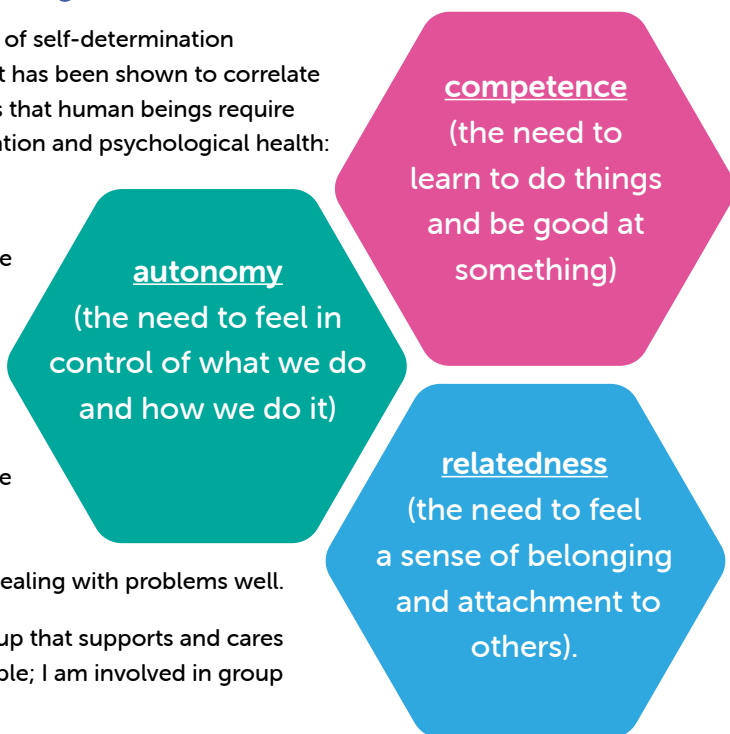 of self-determination
t has been shown to correlate
s that human beings require
ation and psychological health:
competence
(the need to
learn to do things
and be good at
something)
e
autonomy
(the need to feel in
control of what we do
and how we do it)
e
relatedness
(the need to feel
a sense of belonging
and attachment to
others).
ealing with problems well.
up that supports and cares
ple; I am involved in group